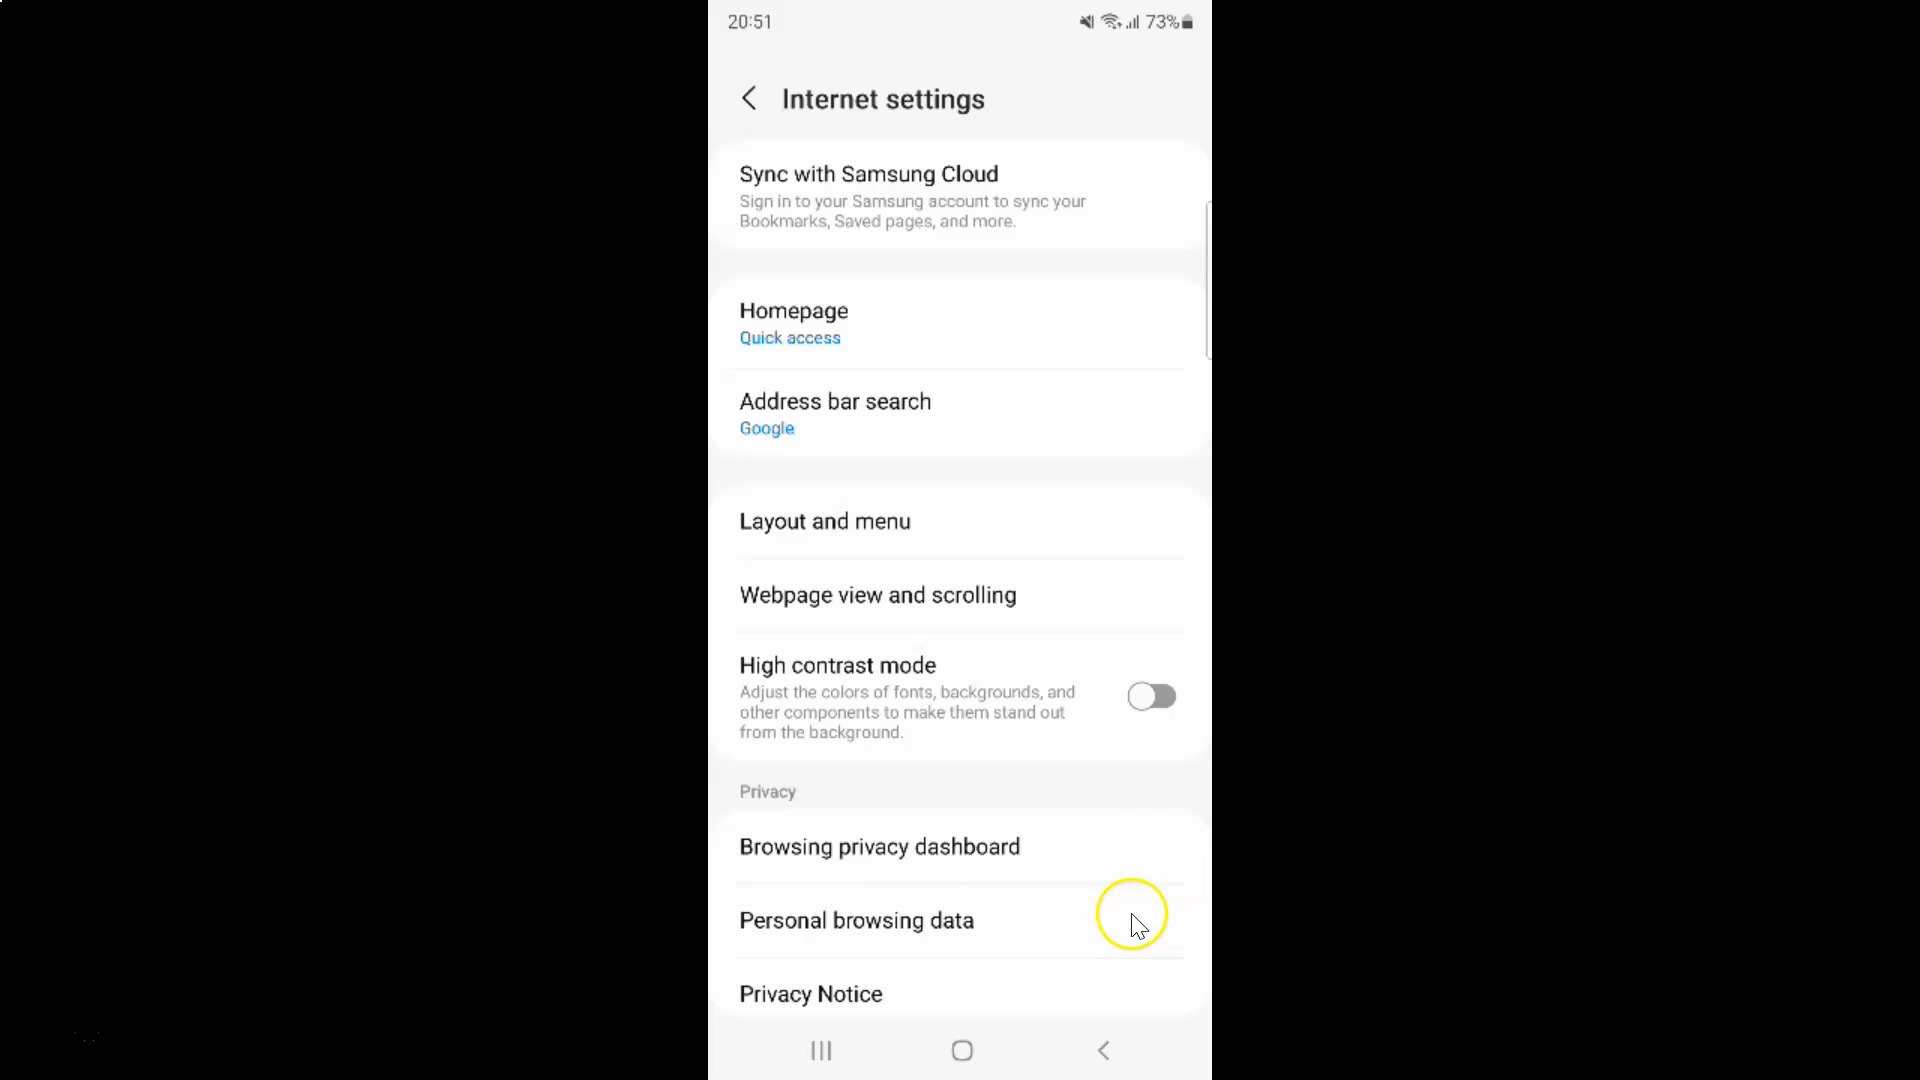 20:51
73%
Internet settings
Sync with Samsung Cloud
Sign in to your Samsung account to sync your
Bookmarks, Saved pages, and more.
Homepage
Quick access
Address bar search
Google
Layout and menu
Webpage view and scrolling
High contrast mode
Adjust the colors of fonts, backgrounds, and
other components to make them stand out
from the background.
Privacy
Browsing privacy dashboard
Personal browsing data
Privacy Notice